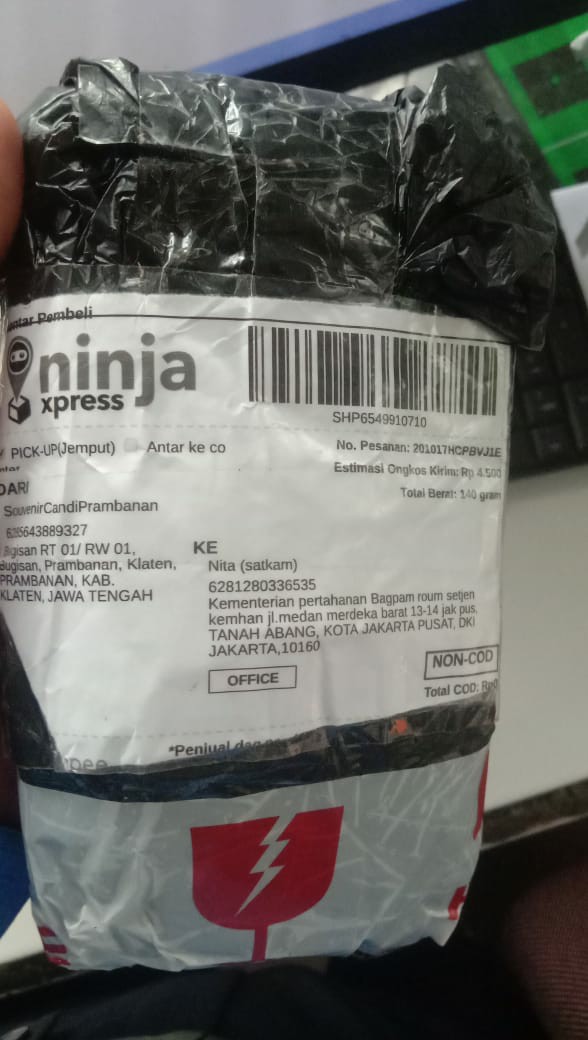 Pembeli
ninja
xpress
SHP6549910710
PICK-UP(Jemput) Antar ke co
No. Pesanan: 201017HCPBVJ1E
Estimasi Ongkos Kirim: Rp 4.500
Total Berat: 140 gram
DARI
SouvenirCandiPrambanan
6285643889327
Bugisan RT 01/ RW 01,
Bugisan, Prambanan, Klaten,
PRAMBANAN, KAB.
KLATEN, JAWA TENGAH
KE
Nita (satkam)
6281280336535
Kementerian pertahanan Bagpam roum setjen
kemhan jl.medan merdeka barat 13-14 jak pus,
TANAH ABANG, KOTA JAKARTA PUSAT, DKI
JAKARTA,10160
OFFICE
NON-COD
Total COD: Rp0
*Penjual